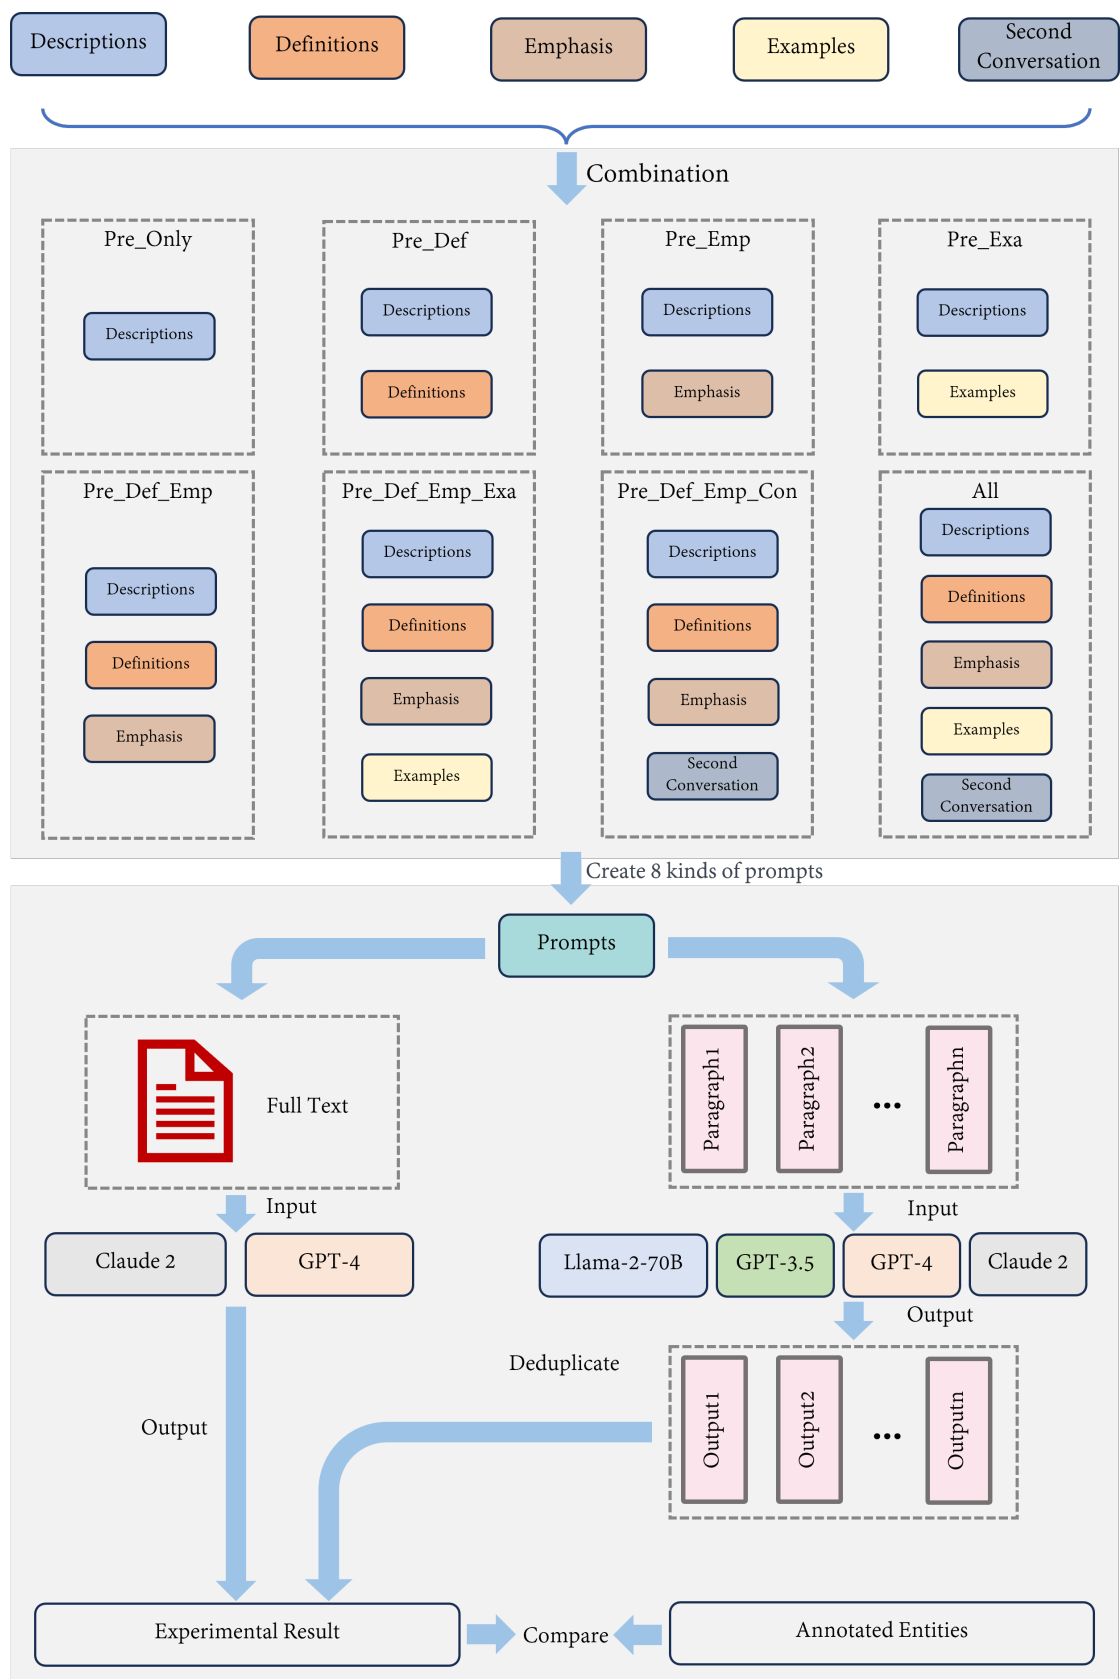 Descriptions
Definitions
Emphasis
Examples
Second
Conversation
Combination
Pre_Only
Descriptions
Pre_Def
Descriptions
Definitions
Pre_Emp
Descriptions
Emphasis
Pre_Exa
Descriptions
Examples
Pre_Def_Emp
Descriptions
Definitions
Emphasis
Pre_Def_Emp_Exa
Descriptions
Definitions
Emphasis
Examples
Pre_Def_Emp_Con
Descriptions
Definitions
Emphasis
Second
Conversation
All
Descriptions
Definitions
Emphasis
Examples
Second
Conversation
Create 8 kinds of prompts
Prompts
Full Text
Input
Claude 2
GPT-4
Output
Paragraph1
Paragraph2
...
Paragraphn
Input
Llama-2-70B
GPT-3.5
GPT-4
Claude 2
Output
Deduplicate
Output1
Output2
...
Outputn
Experimental Result
Compare
Annotated Entities